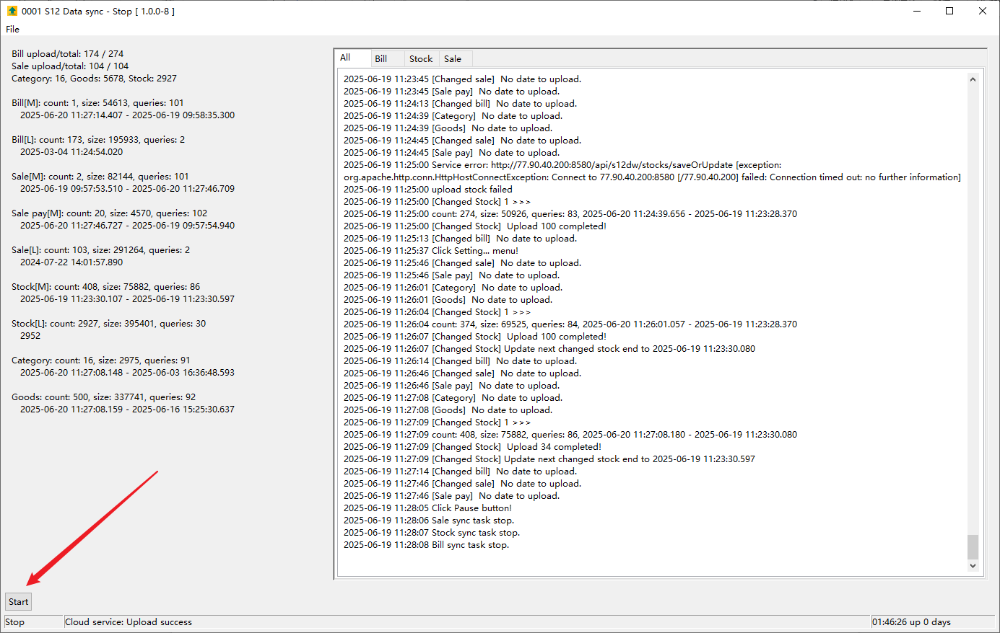 0001 S12 Data sync - Stop [ 1.0.0-8 ]
File
Bill upload/total: 174 / 274
Sale upload/total: 104 / 104
Category: 16, Goods: 5678, Stock: 2927
Bill[M]: count: 1, size: 54613, queries: 101
2025-06-20 11:27:14.407 - 2025-06-19 09:58:35.300
Bill[L]: count: 173, size: 195933, queries: 2
2025-03-04 11:24:54.020
Sale[M]: count: 2, size: 82144, queries: 101
2025-06-19 09:57:53.510 - 2025-06-20 11:27:46.709
Sale pay[M]: count: 20, size: 4570, queries: 102
2025-06-20 11:27:46.727 - 2025-06-19 09:57:54.940
Sale[L]: count: 103, size: 291264, queries: 2
2024-07-22 14:01:57.890
Stock[M]: count: 408, size: 75882, queries: 86
2025-06-19 11:23:30.107 - 2025-06-19 11:23:30.597
Stock[L]: count: 2927, size: 395401, queries: 30
2952
Category: count: 16, size: 2975, queries: 91
2025-06-20 11:27:08.148 - 2025-06-03 16:36:48.593
Goods: count: 500, size: 337741, queries: 92
2025-06-20 11:27:08.159 - 2025-06-16 15:25:30.637
All Bill Stock Sale
2025-06-19 11:23:45 [Changed sale]  No date to upload.
2025-06-19 11:23:45 [Sale pay]  No date to upload.
2025-06-19 11:24:13 [Changed bill]  No date to upload.
2025-06-19 11:24:39 [Category]  No date to upload.
2025-06-19 11:24:39 [Goods]  No date to upload.
2025-06-19 11:24:45 [Changed sale]  No date to upload.
2025-06-19 11:24:45 [Sale pay]  No date to upload.
2025-06-19 11:25:00 Service error: http://77.90.40.200:8580/api/s12dw/stocks/saveOrUpdate [exception:
org.apache.http.conn.HttpHostConnectException: Connect to 77.90.40.200:8580 [/77.90.40.200] failed: Connection timed out: no further information]
2025-06-19 11:25:00 upload stock failed
2025-06-19 11:25:00 [Changed Stock] 1 >>>
2025-06-19 11:25:00 count: 274, size: 50926, queries: 83, 2025-06-20 11:24:39.656 - 2025-06-19 11:23:28.370
2025-06-19 11:25:00 [Changed Stock]  Upload 100 completed!
2025-06-19 11:25:13 [Changed bill]  No date to upload.
2025-06-19 11:25:37 Click Setting... menu!
2025-06-19 11:25:46 [Changed sale]  No date to upload.
2025-06-19 11:25:46 [Sale pay]  No date to upload.
2025-06-19 11:26:01 [Category]  No date to upload.
2025-06-19 11:26:01 [Goods]  No date to upload.
2025-06-19 11:26:04 [Changed Stock] 1 >>>
2025-06-19 11:26:04 count: 374, size: 69525, queries: 84, 2025-06-20 11:26:01.057 - 2025-06-19 11:23:28.370
2025-06-19 11:26:07 [Changed Stock]  Upload 100 completed!
2025-06-19 11:26:07 [Changed Stock] Update next changed stock end to 2025-06-19 11:23:30.080
2025-06-19 11:26:14 [Changed bill]  No date to upload.
2025-06-19 11:26:46 [Changed sale]  No date to upload.
2025-06-19 11:26:46 [Sale pay]  No date to upload.
2025-06-19 11:27:08 [Category]  No date to upload.
2025-06-19 11:27:08 [Goods]  No date to upload.
2025-06-19 11:27:09 [Changed Stock] 1 >>>
2025-06-19 11:27:09 count: 408, size: 75882, queries: 86, 2025-06-20 11:27:08.180 - 2025-06-19 11:23:30.080
2025-06-19 11:27:09 [Changed Stock]  Upload 34 completed!
2025-06-19 11:27:09 [Changed Stock] Update next changed stock end to 2025-06-19 11:23:30.597
2025-06-19 11:27:14 [Changed bill]  No date to upload.
2025-06-19 11:27:46 [Changed sale]  No date to upload.
2025-06-19 11:27:46 [Sale pay]  No date to upload.
2025-06-19 11:28:05 Click Pause button!
2025-06-19 11:28:06 Sale sync task stop.
2025-06-19 11:28:07 Stock sync task stop.
2025-06-19 11:28:08 Bill sync task stop.
Start
Stop
Cloud service: Upload success
01:46:26 up 0 days